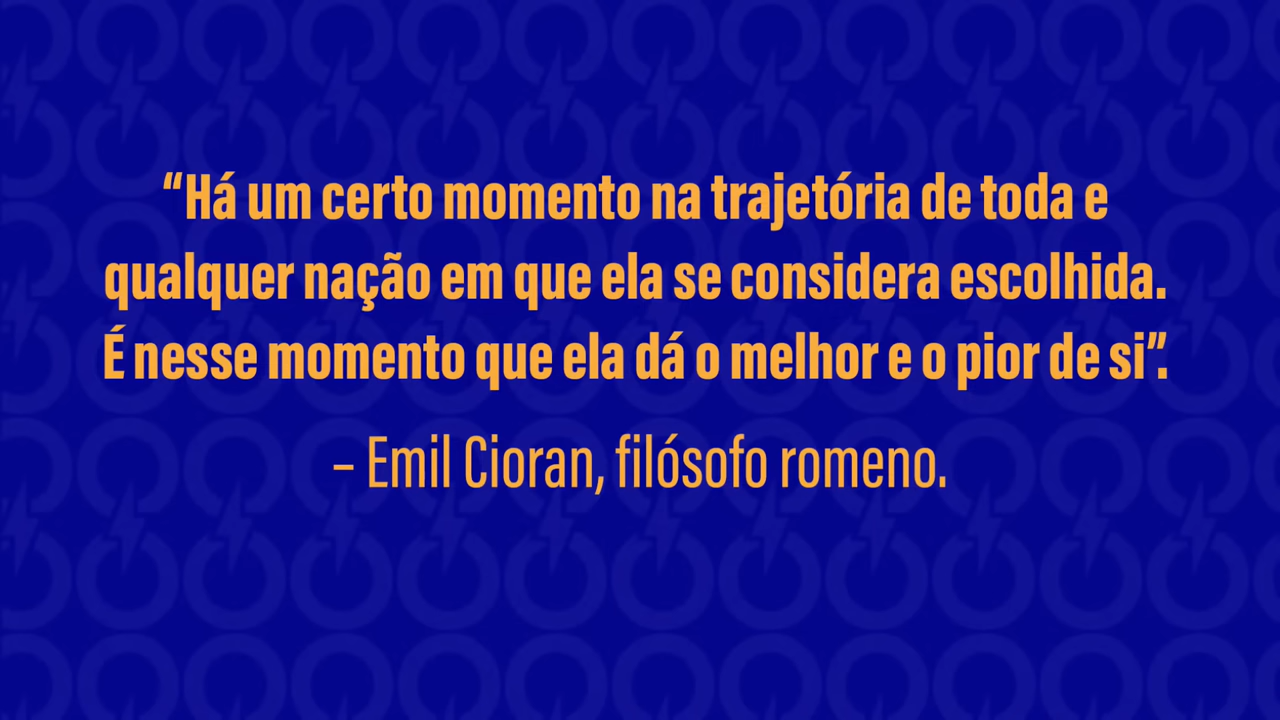 “Há um certo momento na trajetória de toda e
qualquer nação em que ela se considera escolhida.
É nesse momento que ela dá o melhor e o pior de si”.
– Emil Cioran, filósofo romeno.